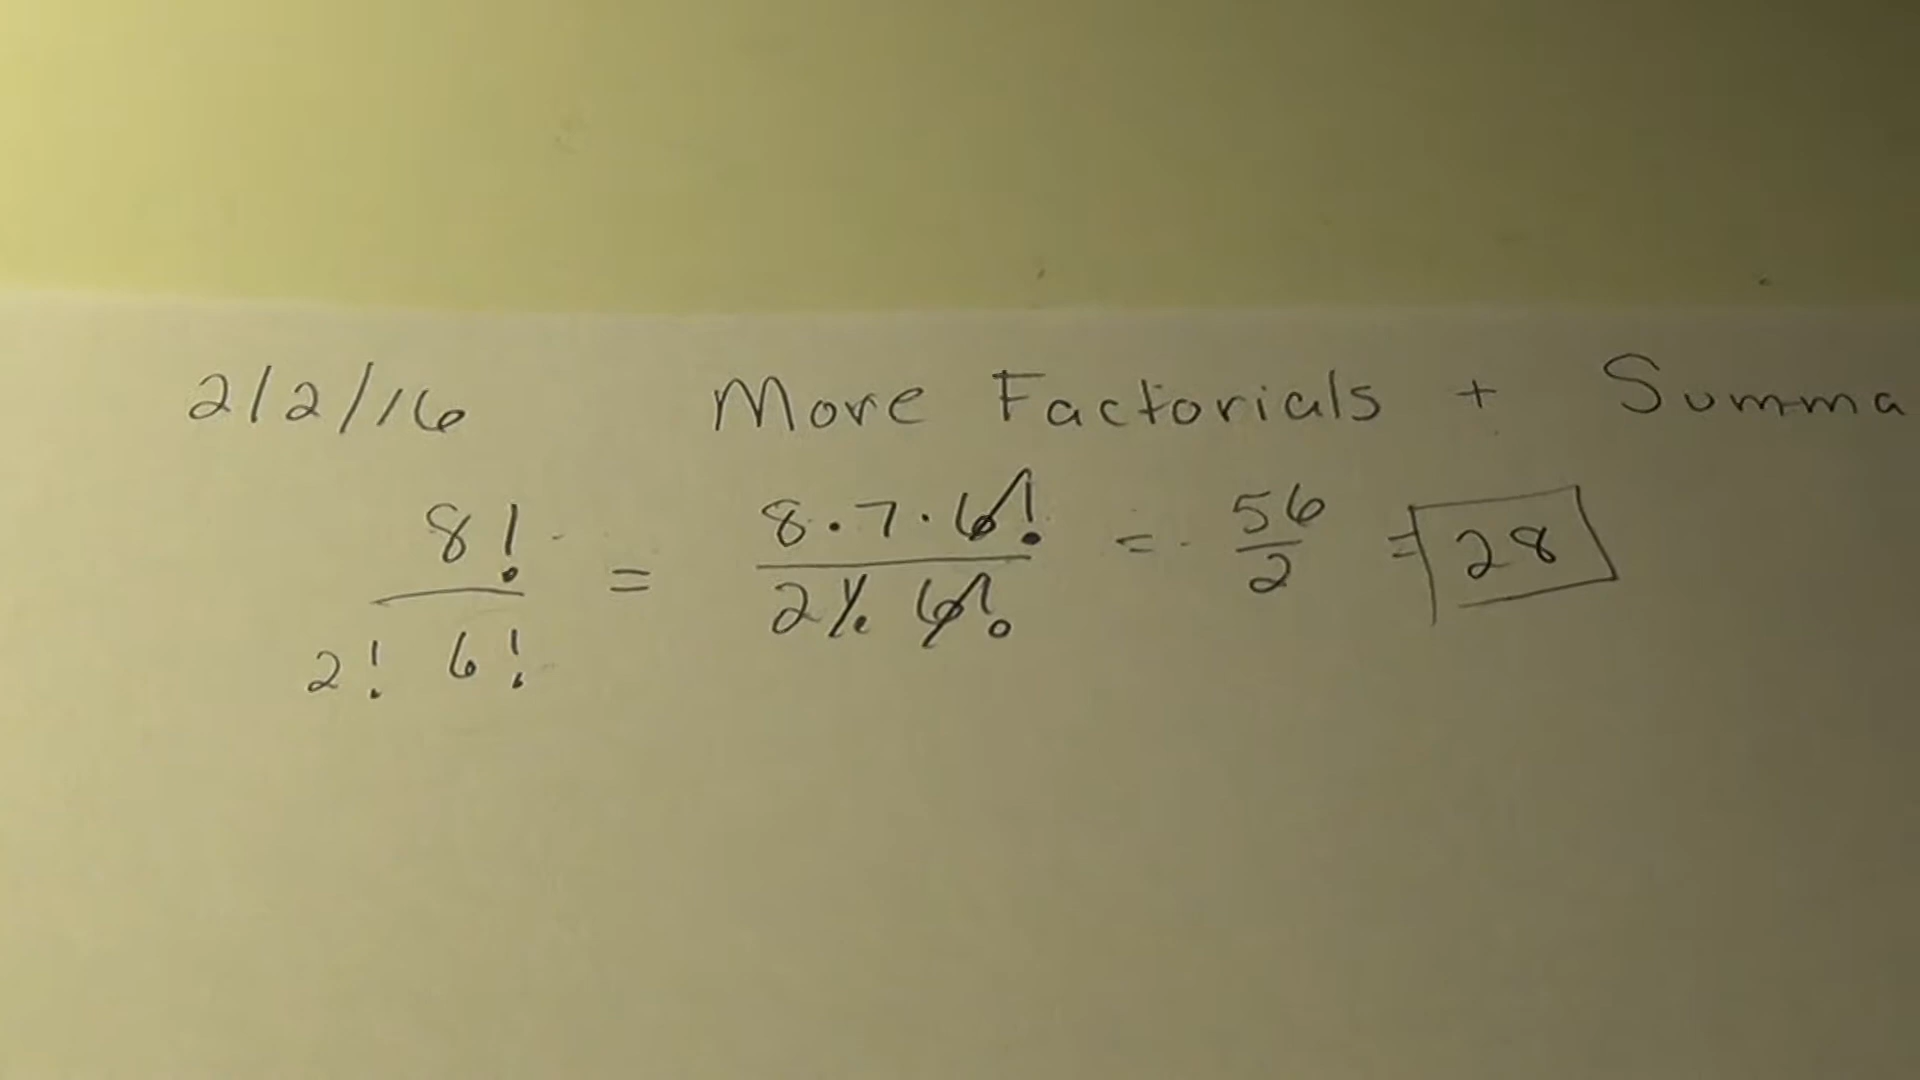 2/2/16 More Factorials + Summa
8! / 2! 6! = 8·7·6! / 2! 6! = 56/2 = 28